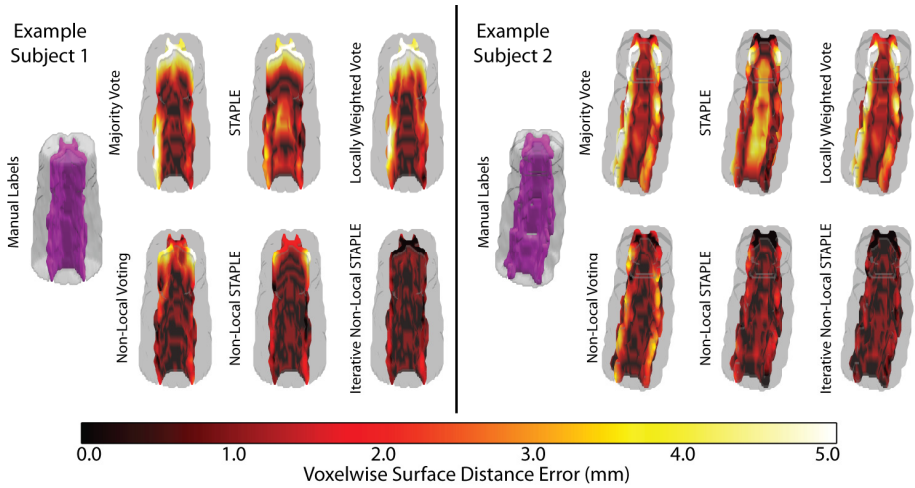 Example
Subject 1
Manual Labels
Majority Vote
STAPLE
Locally Weighted Vote
Non-Local Voting
Non-Local STAPLE
Iterative Non-Local STAPLE
Example
Subject 2
Manual Labels
Majority Vote
STAPLE
Locally Weighted Vote
Non-Local Voting
Non-Local STAPLE
Iterative Non-Local STAPLE
0.0 1.0 2.0 3.0 4.0 5.0
Voxelwise Surface Distance Error (mm)